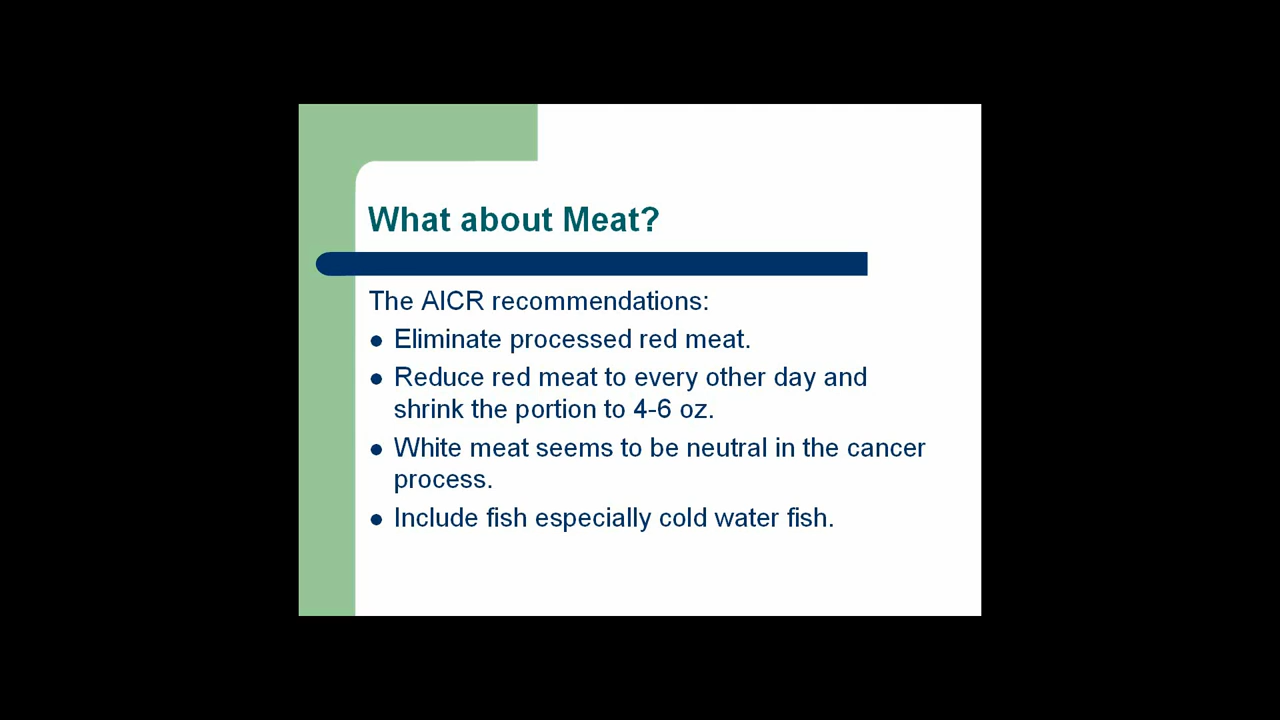 What about Meat?
The AICR recommendations:
● Eliminate processed red meat.
● Reduce red meat to every other day and
shrink the portion to 4-6 oz.
● White meat seems to be neutral in the cancer
process.
● Include fish especially cold water fish.